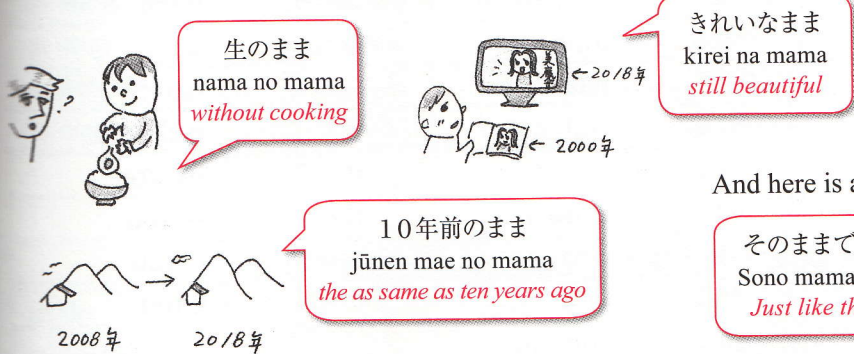 生のまま
nama no mama
without cooking
?
きれいなまま
kirei na mama
still beautiful
←2018年
← 2000年
And here is a
そのままで
Sono mama
Just like th
10年前のまま
jūnen mae no mama
the as same as ten years ago
2008年
2018年